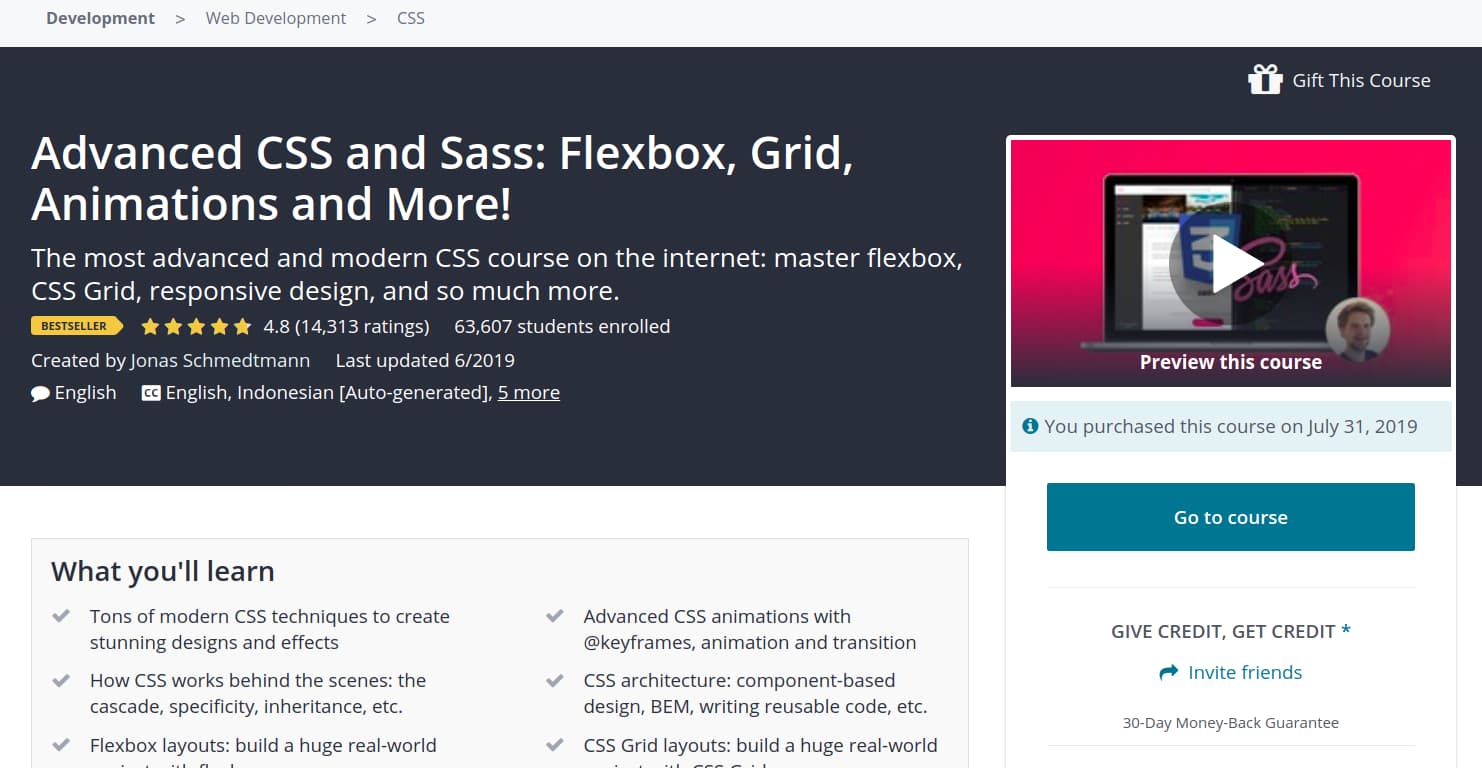 Development > Web Development > CSS
Gift This Course
Advanced CSS and Sass: Flexbox, Grid,
Animations and More!
The most advanced and modern CSS course on the internet: master flexbox,
CSS Grid, responsive design, and so much more.
BESTSELLER 4.8 (14,313 ratings) 63,607 students enrolled
Created by Jonas Schmedtmann Last updated 6/2019
English CC English, Indonesian [Auto-generated], 5 more
Sass
Preview this course
You purchased this course on July 31, 2019
Go to course
GIVE CREDIT, GET CREDIT *
Invite friends
30-Day Money-Back Guarantee
What you'll learn
Tons of modern CSS techniques to create
stunning designs and effects
How CSS works behind the scenes: the
cascade, specificity, inheritance, etc.
Flexbox layouts: build a huge real-world
Advanced CSS animations with
@keyframes, animation and transition
CSS architecture: component-based
design, BEM, writing reusable code, etc.
CSS Grid layouts: build a huge real-world